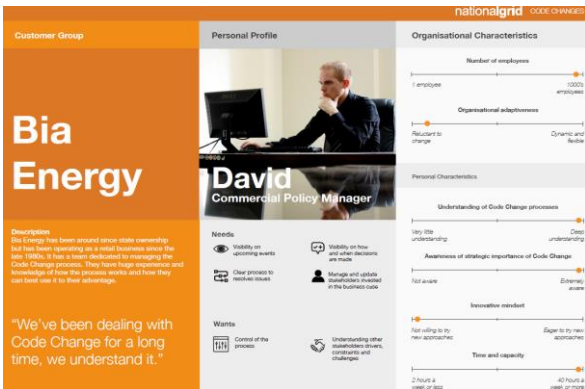 nationalgrid CODE CHANGES
Customer Group
Bia
Energy
Description
Bia Energy has been around since state ownership
but has been operating as a retail business since the
late 1980s. It has a team dedicated to managing the
Code Change process. They have huge experience and
knowledge of how the process works and how they
can best use it to their advantage.
“We've been dealing with
Code Change for a long
time, we understand it.”
Personal Profile
David
Commercial Policy Manager
Needs
Visibility on
upcoming events
Visibility on how
and when decisions
are made
Clear process to
resolves issues
Manage and update
stakeholders invested
in the business case
Wants
Control of the
process
Understanding other
stakeholders drivers,
constraints and
challenges
Organisational Characteristics
Number of employees
1 employee
1000's
employees
Organisational adaptiveness
Reluctant to
change
Dynamic and
flexible
Personal Characteristics
Understanding of Code Change processes
Very little
understanding
Deep
understanding
Awareness of strategic importance of Code Change
Not aware
Extremely
aware
Innovative mindset
Not willing to try
new approaches
Eager to try new
approaches
Time and capacity
2 hours a
week or less
40 hours a
week or more